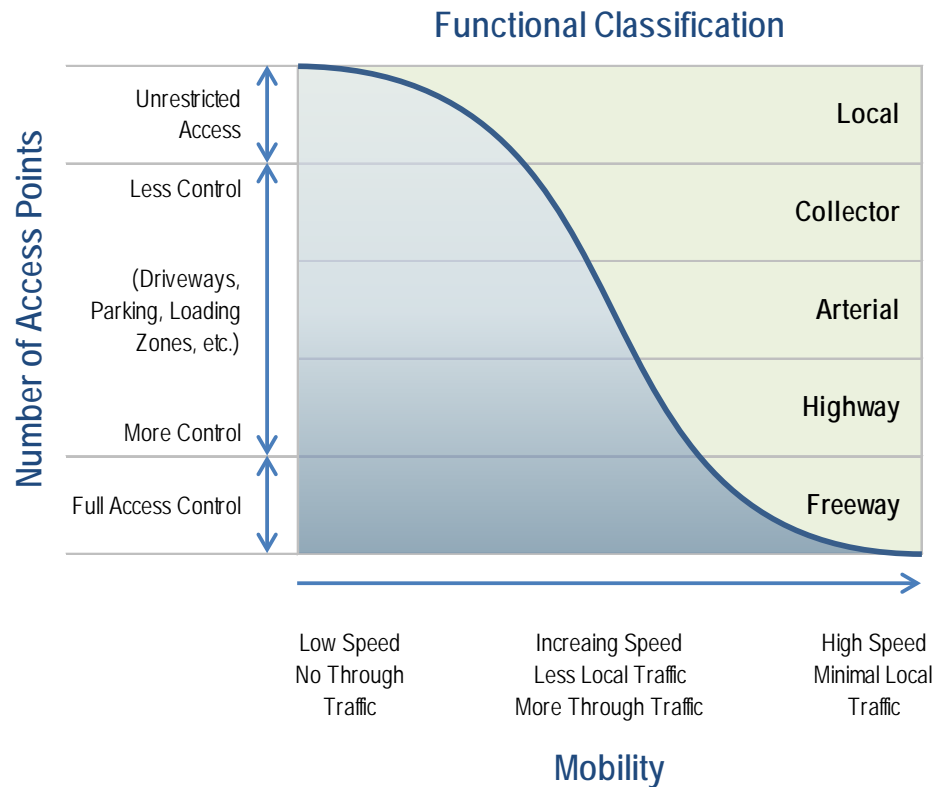 Functional Classification
Number of Access Points
Unrestricted
Access
Less Control
(Driveways,
Parking, Loading
Zones, etc.)
More Control
Full Access Control
Local
Collector
Arterial
Highway
Freeway
Low Speed
No Through
Traffic
Increaing Speed
Less Local Traffic
More Through Traffic
High Speed
Minimal Local
Traffic
Mobility